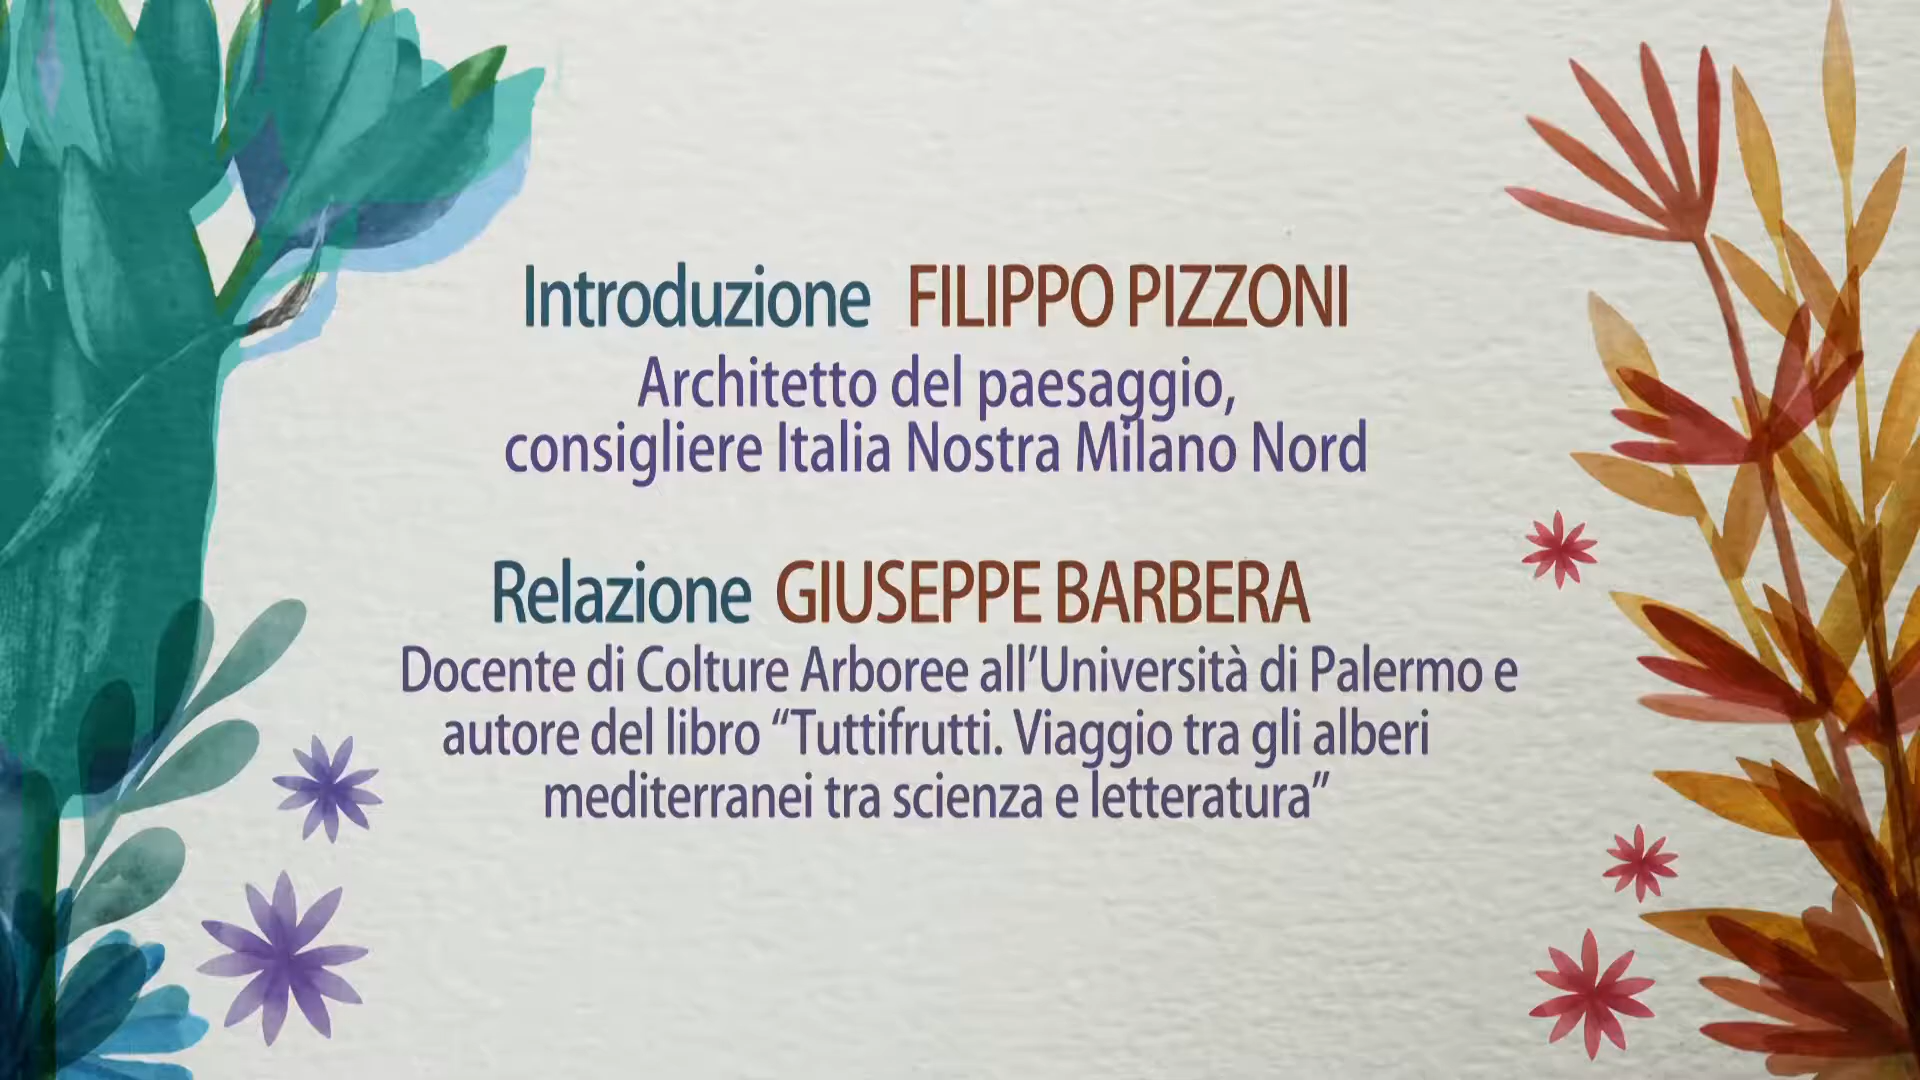 Introduzione FILIPPO PIZZONI
Architetto del paesaggio,
consigliere Italia Nostra Milano Nord
Relazione GIUSEPPE BARBERA
Docente di Colture Arboree all’Università di Palermo e
autore del libro “Tuttifrutti. Viaggio tra gli alberi
mediterranei tra scienza e letteratura”